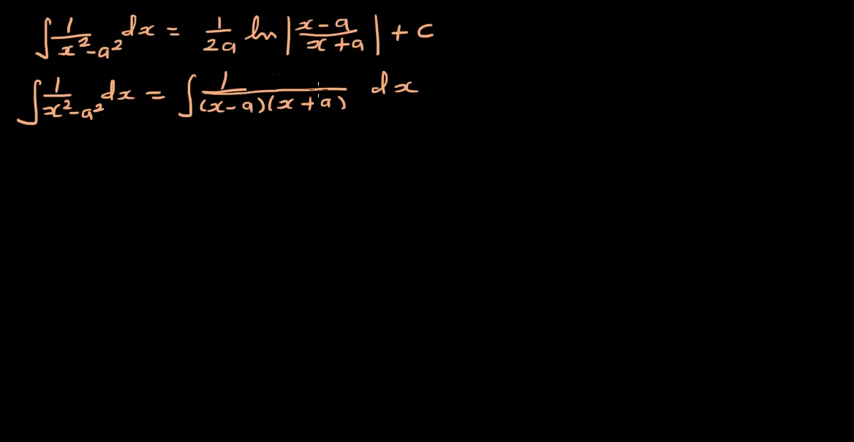 ∫ 1/(x²-a²) dx = 1/(2a) ln |(x-a)/(x+a)| + c
∫ 1/(x²-a²) dx = ∫ 1/((x-a)(x+a)) dx